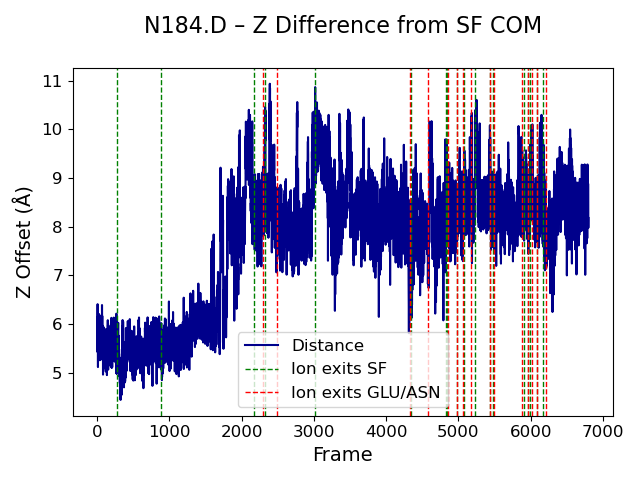 N184.D – Z Difference from SF COM
Z Offset (Å)
11
10
9
8
7
6
5
Distance
Ion exits SF
Ion exits GLU/ASN
0 1000 2000 3000 4000 5000 6000 7000
Frame